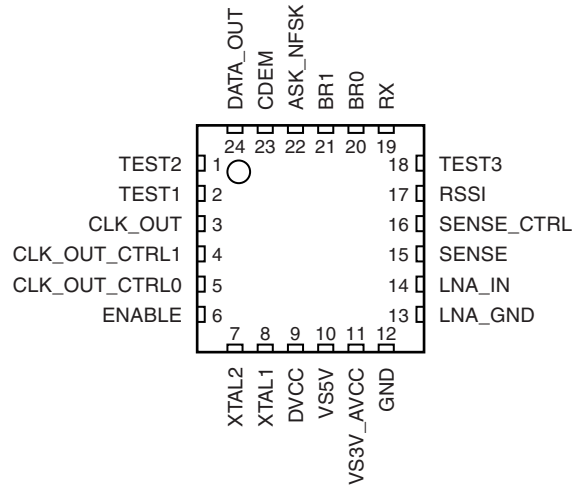 DATA_OUT
CDEM
ASK_NFSK
BR1
BR0
RX
24 23 22 21 20 19
TEST2 1 18 TEST3
TEST1 2 17 RSSI
CLK_OUT 3 16 SENSE_CTRL
CLK_OUT_CTRL1 4 15 SENSE
CLK_OUT_CTRL0 5 14 LNA_IN
ENABLE 6 13 LNA_GND
7 8 9 10 11 12
XTAL2
XTAL1
DVCC
VS5V
VS3V_AVCC
GND